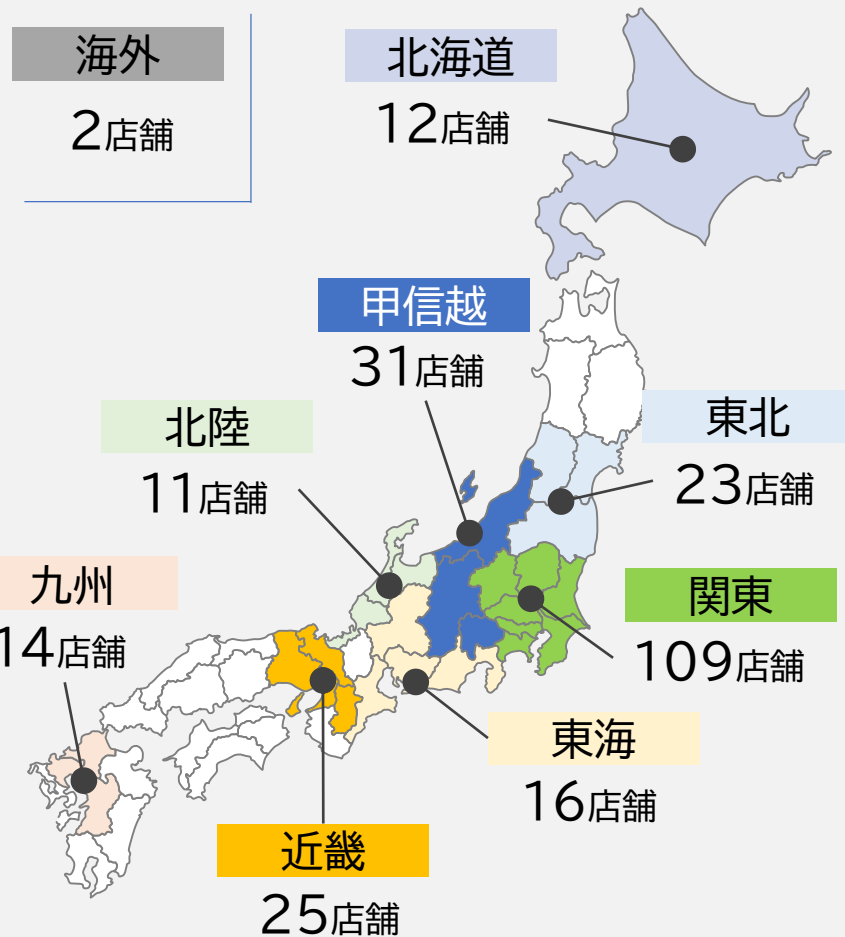 海外
2店舗
北海道
12店舗
甲信越
31店舗
北陸
11店舗
東北
23店舗
九州
14店舗
関東
109店舗
東海
16店舗
近畿
25店舗